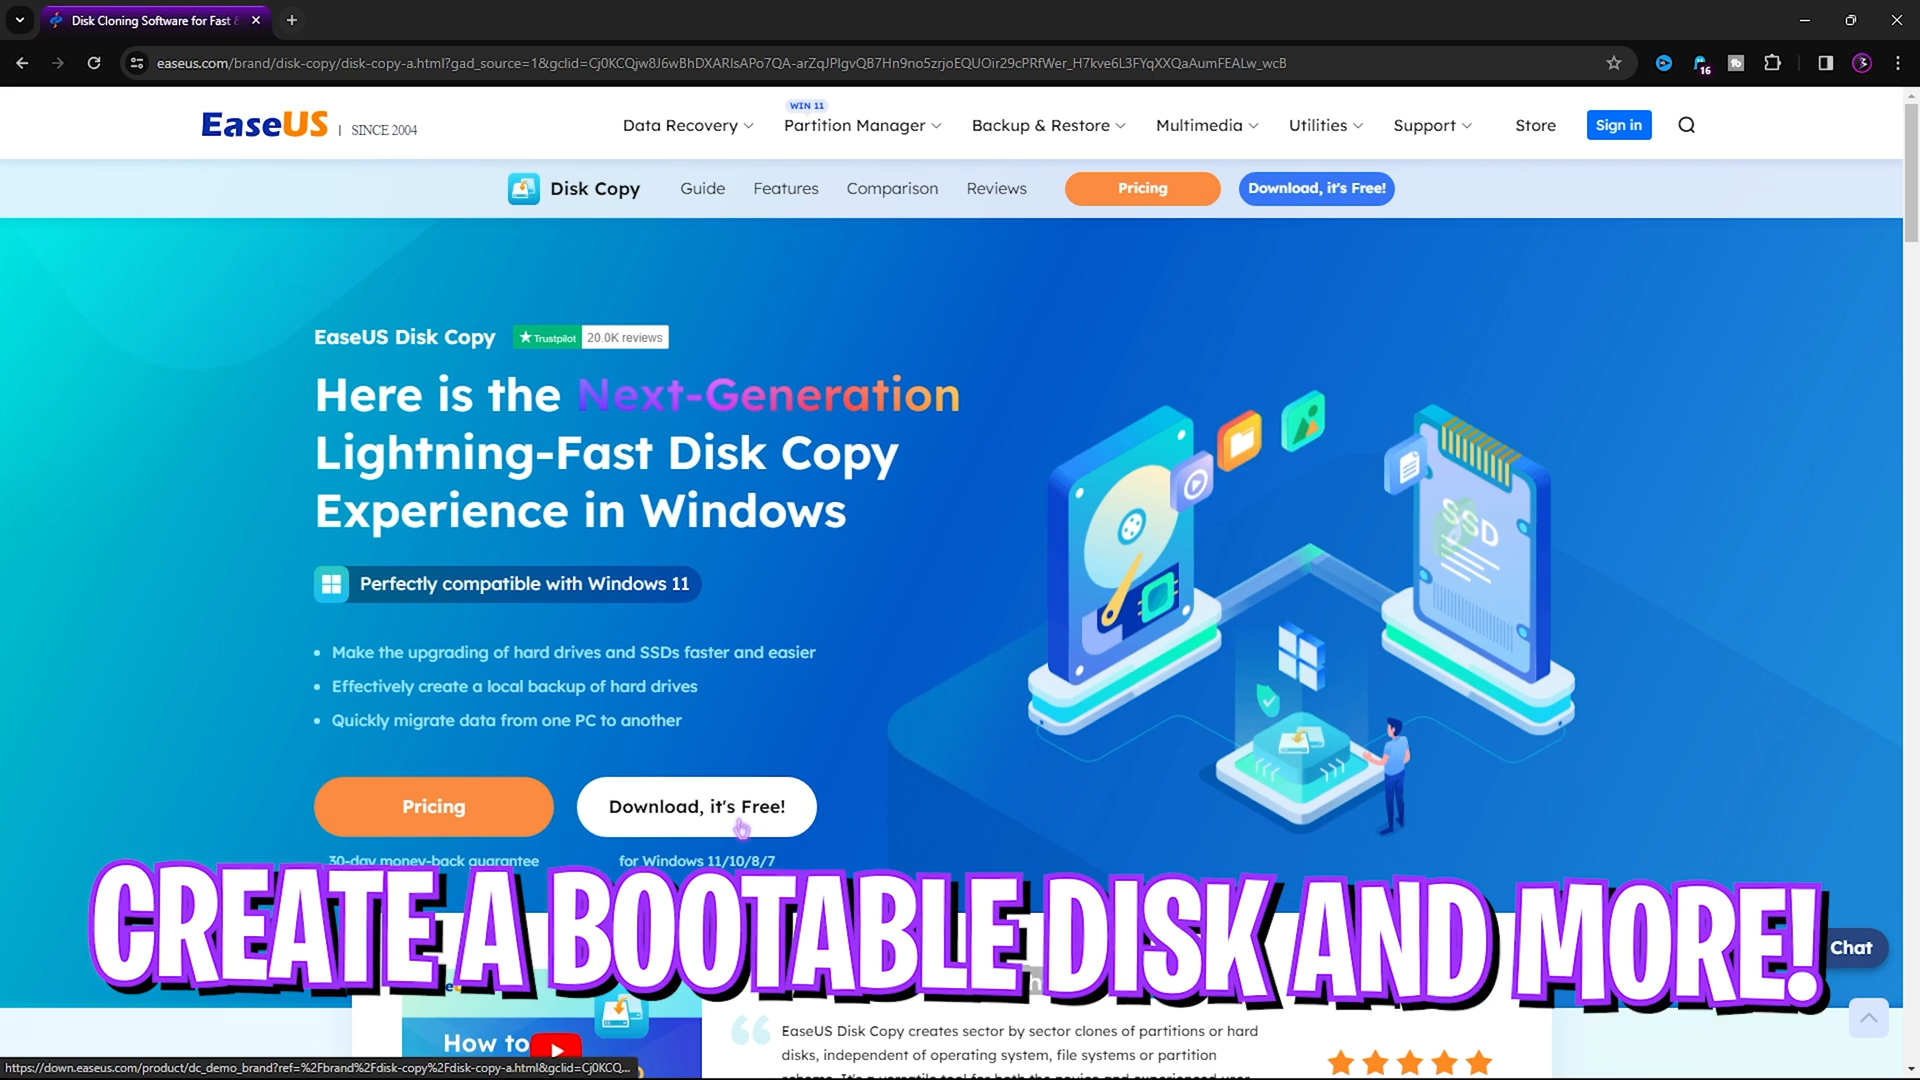 Disk Cloning Software for Fast &
easeus.com/brand/disk-copy/disk-copy-a.html?gad_source=1&gclid=Cj0KCQjw8J6wBhDXARIsAPo7QA-arZqJPlgvQB7Hn9no5zrjoEQUOir29cPRfWer_H7kve6L3FYqXXQaAumFEALw_wcB
16
EaseUS | SINCE 2004
Data Recovery
WIN 11
Partition Manager
Backup & Restore
Multimedia
Utilities
Support
Store
Sign in
Disk Copy
Guide
Features
Comparison
Reviews
Pricing
Download, it's Free!
EaseUS Disk Copy
Trustpilot
20.0K reviews
Here is the Next-Generation
Lightning-Fast Disk Copy
Experience in Windows
Perfectly compatible with Windows 11
Make the upgrading of hard drives and SSDs faster and easier
Effectively create a local backup of hard drives
Quickly migrate data from one PC to another
SSD
Pricing
Download, it's Free!
30-day money-back guarantee
for Windows 11/10/8/7
CREATE A BOOTABLE DISK AND MORE!
Chat
How to
EaseUS Disk Copy creates sector by sector clones of partitions or hard
disks, independent of operating system, file systems or partition
https://down.easeus.com/product/dc_demo_brand?ref=%2Fbrand%2Fdisk-copy%2Fdisk-copy-a.html&gclid=Cj0KCQ...